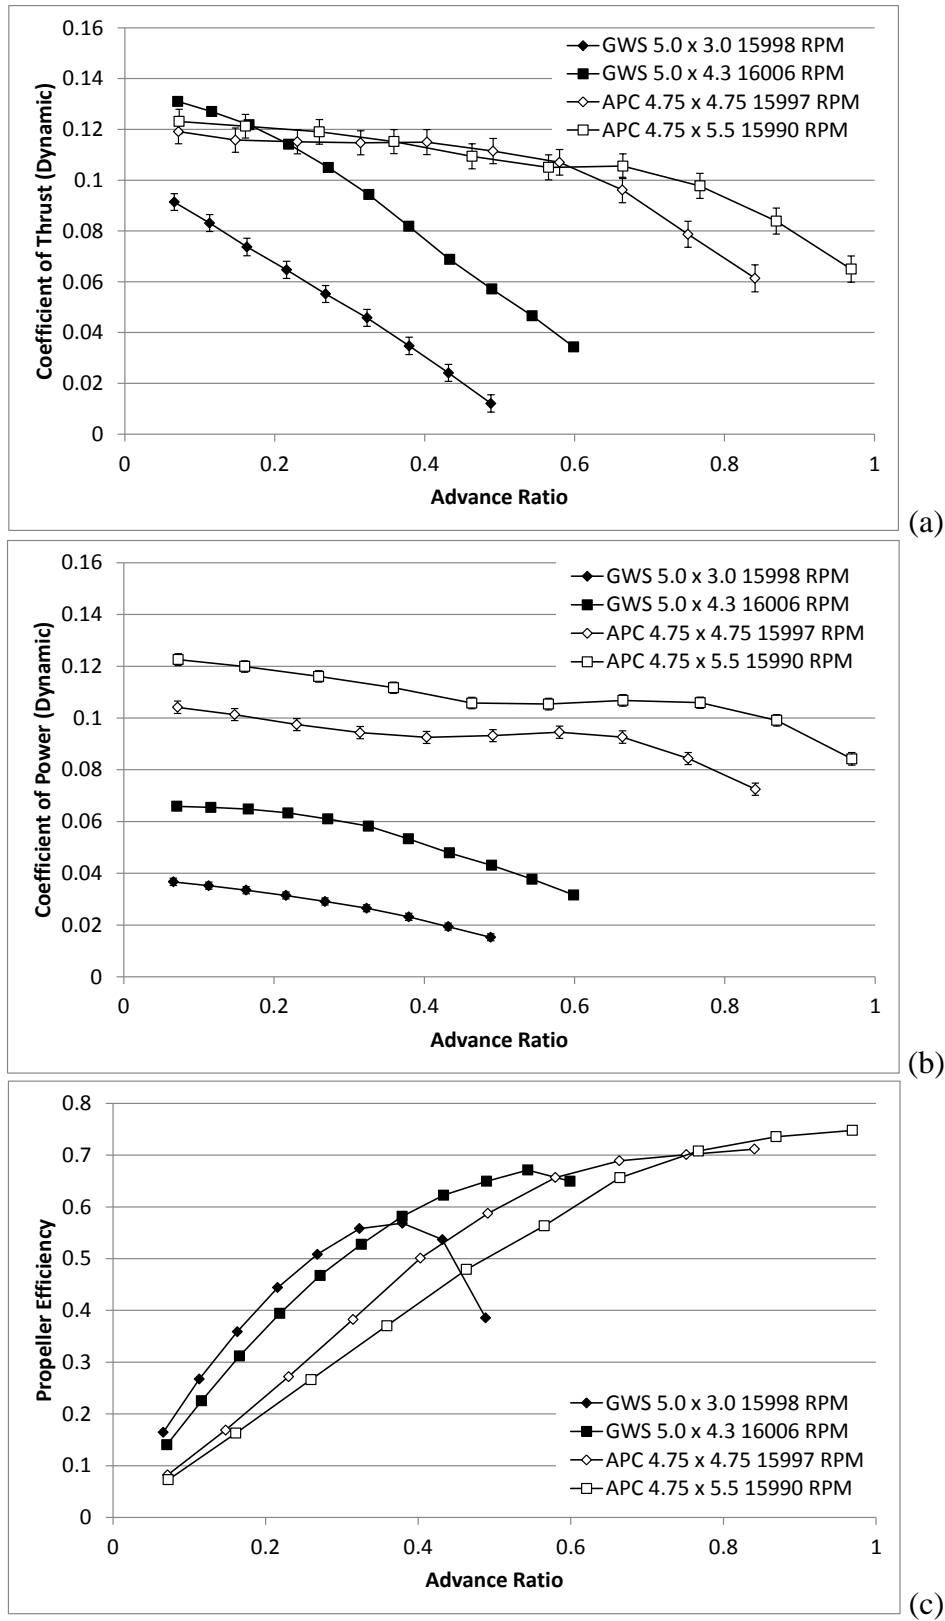 0.16
0.14
0.12
0.1
0.08
0.06
0.04
0.02
0
Coefficient of Thrust (Dynamic)
GWS 5.0 x 3.0 15998 RPM
GWS 5.0 x 4.3 16006 RPM
APC 4.75 x 4.75 15997 RPM
APC 4.75 x 5.5 15990 RPM
0 0.2 0.4 0.6 0.8 1
Advance Ratio
(a)
0.16
0.14
0.12
0.1
0.08
0.06
0.04
0.02
0
Coefficient of Power (Dynamic)
GWS 5.0 x 3.0 15998 RPM
GWS 5.0 x 4.3 16006 RPM
APC 4.75 x 4.75 15997 RPM
APC 4.75 x 5.5 15990 RPM
0 0.2 0.4 0.6 0.8 1
Advance Ratio
(b)
0.8
0.7
0.6
0.5
0.4
0.3
0.2
0.1
0
Propeller Efficiency
GWS 5.0 x 3.0 15998 RPM
GWS 5.0 x 4.3 16006 RPM
APC 4.75 x 4.75 15997 RPM
APC 4.75 x 5.5 15990 RPM
0 0.2 0.4 0.6 0.8 1
Advance Ratio
(c)